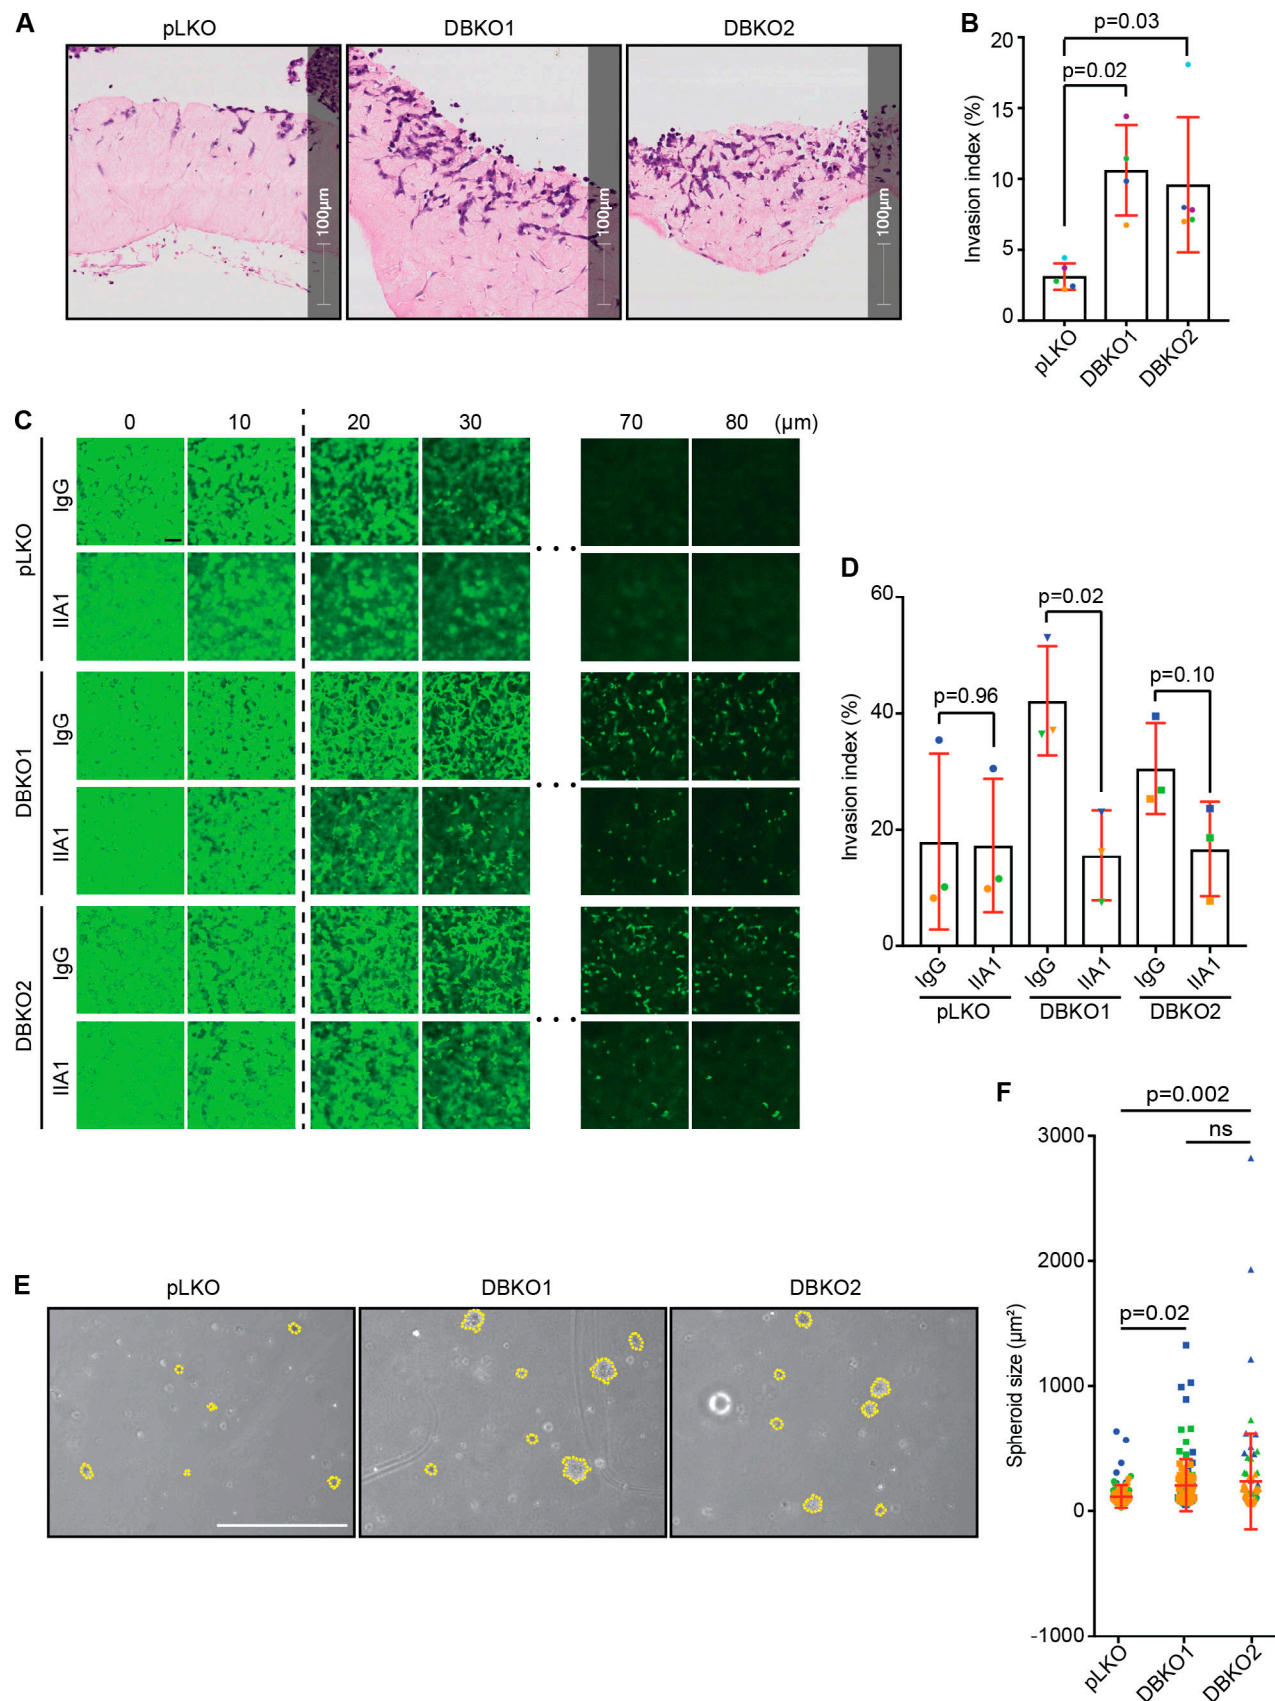 A
pLKO
DBKO1
DBKO2
100µm
100µm
100µm
B
p=0.03
p=0.02
Invasion index (%)
20
15
10
5
0
pLKO
DBKO1
DBKO2
C
0
10
20
30
70
80
(µm)
pLKO
IgG
IIA1
DBKO1
IgG
IIA1
DBKO2
IgG
IIA1
. . .
. . .
. . .
D
p=0.02
p=0.96
p=0.10
Invasion index (%)
60
40
20
0
IgG
IIA1
IgG
IIA1
IgG
IIA1
pLKO
DBKO1
DBKO2
E
pLKO
DBKO1
DBKO2
F
p=0.002
ns
p=0.02
Spheroid size (µm²)
3000
2000
1000
0
-1000
pLKO
DBKO1
DBKO2